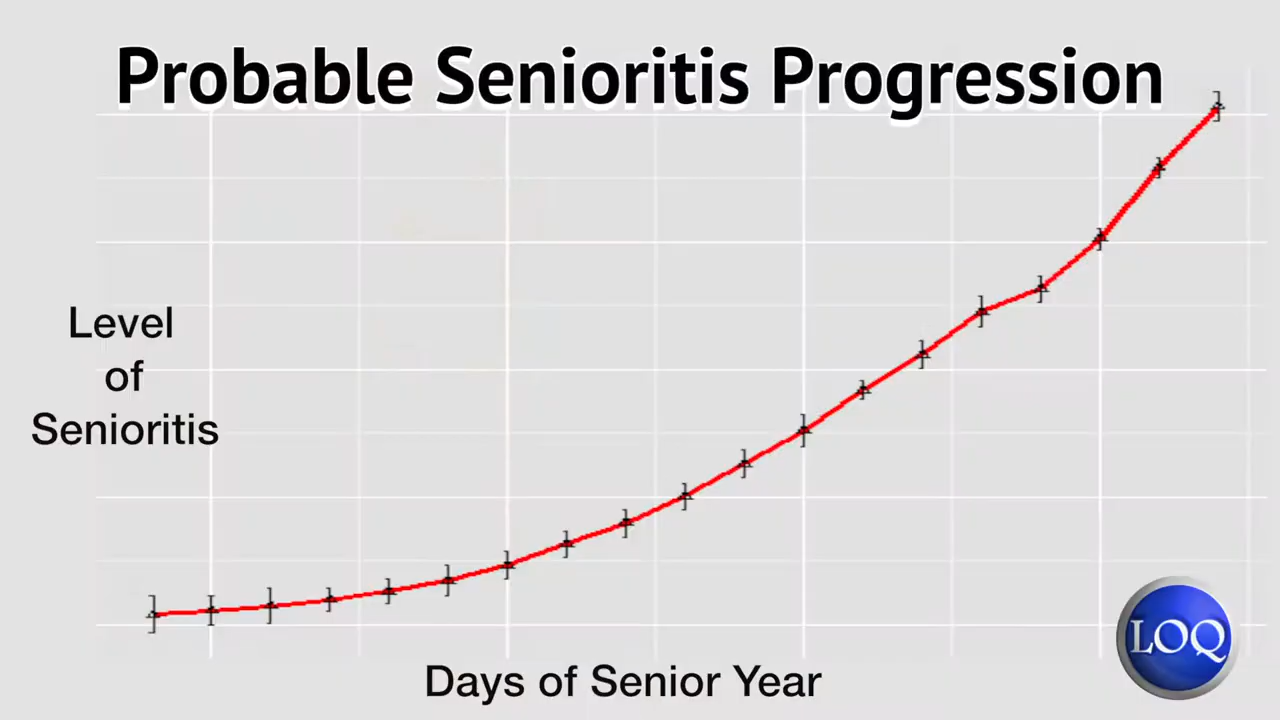 Probable Senioritis Progression
Level
of
Senioritis
Days of Senior Year
LOQ